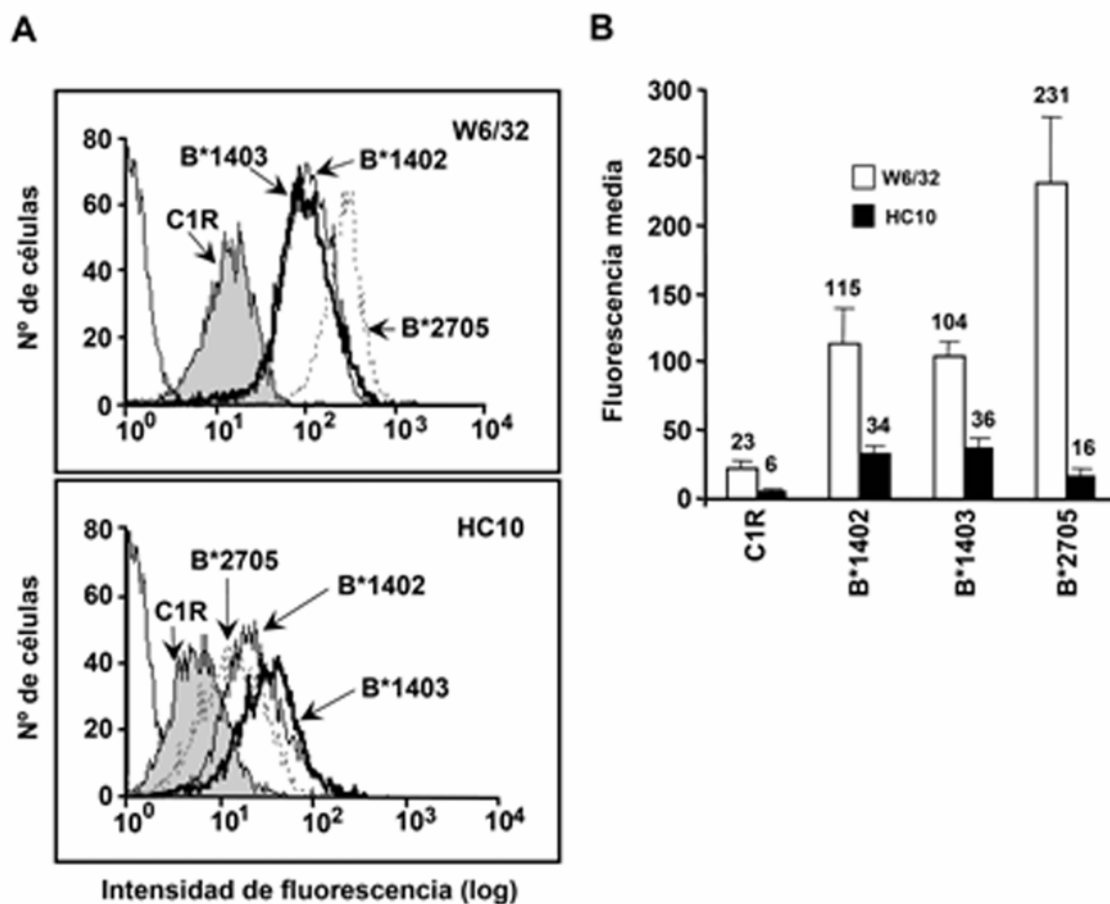 A
W6/32
80
60
40
20
0
Nº de células
B*1403
B*1402
C1R
B*2705
10⁰ 10¹ 10² 10³ 10⁴
HC10
80
60
40
20
0
Nº de células
B*2705
B*1402
C1R
B*1403
10⁰ 10¹ 10² 10³ 10⁴
Intensidad de fluorescencia (log)
B
300
250
200
150
100
50
0
Fluorescencia media
W6/32
HC10
23
6
115
34
104
36
231
16
C1R
B*1402
B*1403
B*2705